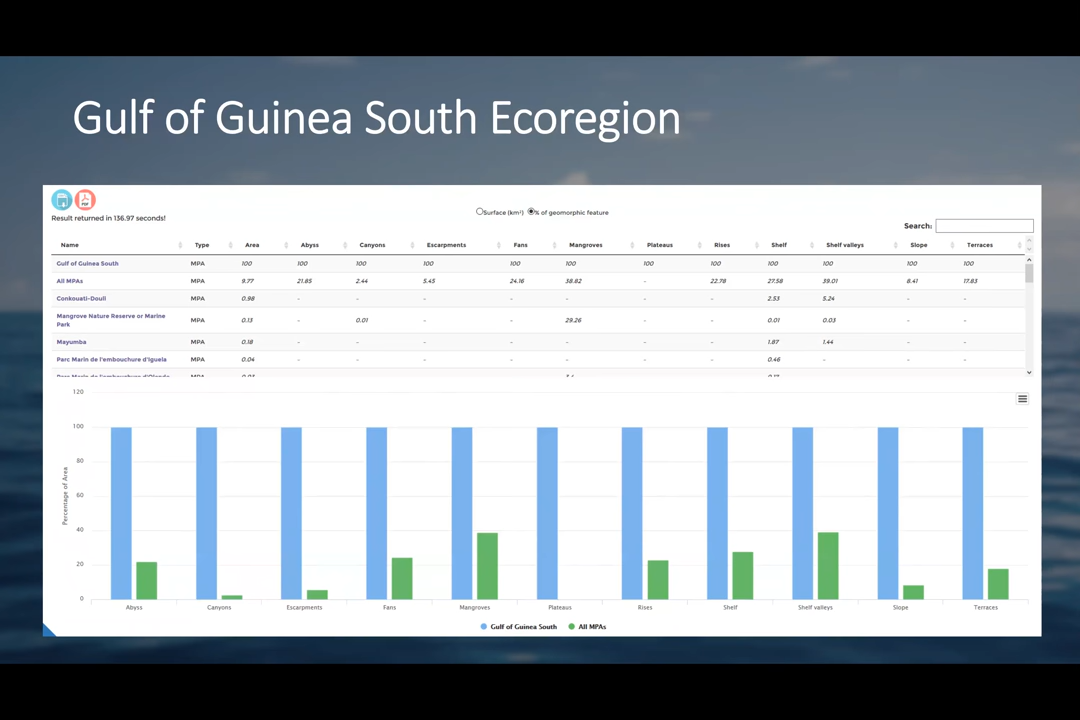 Gulf of Guinea South Ecoregion
PDF
Result returned in 136.97 seconds!
Surface (km²) % of geomorphic feature
Search:
Name Type Area Abyss Canyons Escarpments Fans Mangroves Plateaus Rises Shelf Shelf valleys Slope Terraces
Gulf of Guinea South MPA 100 100 100 100 100 100 100 100 100 100 100 100
All MPAs MPA 9.77 21.85 2.44 5.45 24.16 38.82 - 22.78 27.58 39.01 8.41 17.83
Conkouati-Douli MPA 0.98 - - - - - - - 2.53 5.24 - -
Mangrove Nature Reserve or Marine
Park MPA 0.13 - 0.01 - - 29.26 - - 0.01 0.03 - -
Mayumba MPA 0.18 - - - - - - - 1.87 1.44 - -
Parc Marin de l'embouchure d'Iguela MPA 0.04 - - - - - - - 0.46 - - -
120
100
80
60
40
20
0
Percentage of Area
Abyss Canyons Escarpments Fans Mangroves Plateaus Rises Shelf Shelf valleys Slope Terraces
Gulf of Guinea South All MPAs